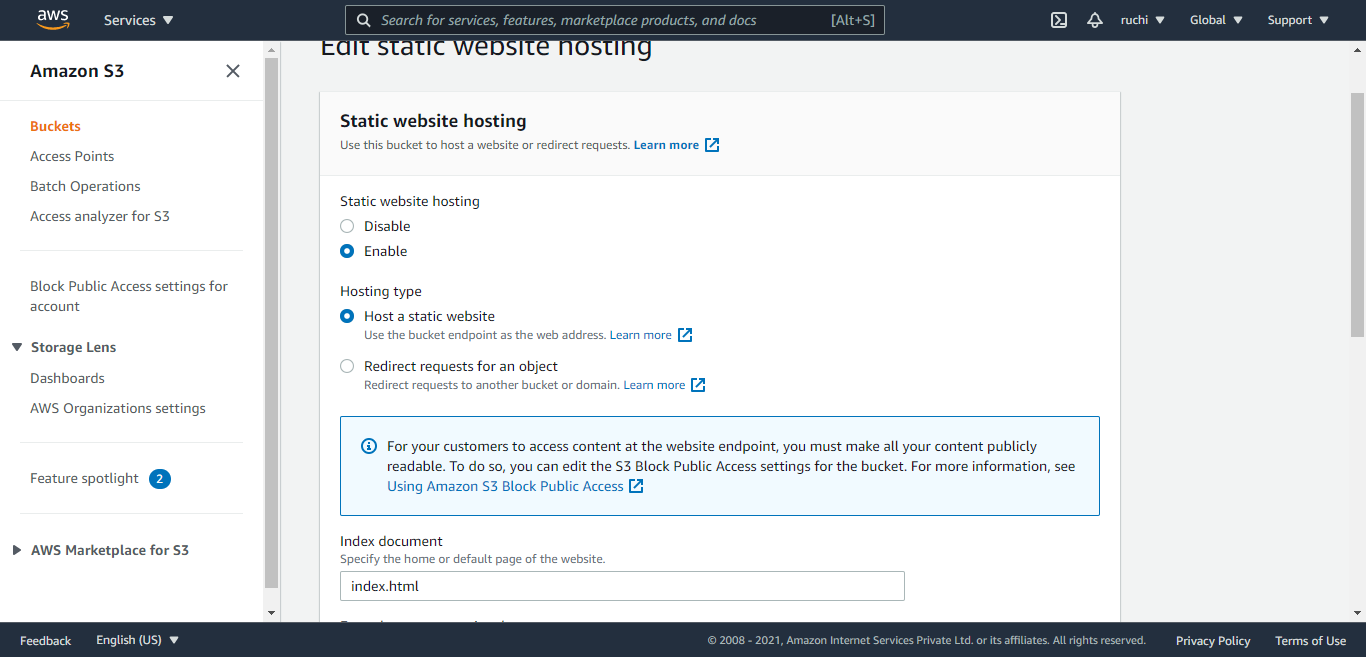 aws
Services
Search for services, features, marketplace products, and docs [Alt+S]
ruchi
Global
Support
Amazon S3
Buckets
Access Points
Batch Operations
Access analyzer for S3
Block Public Access settings for
account
Storage Lens
Dashboards
AWS Organizations settings
Feature spotlight 2
AWS Marketplace for S3
Edit static website hosting
Static website hosting
Use this bucket to host a website or redirect requests. Learn more
Static website hosting
Disable
Enable
Hosting type
Host a static website
Use the bucket endpoint as the web address. Learn more
Redirect requests for an object
Redirect requests to another bucket or domain. Learn more
For your customers to access content at the website endpoint, you must make all your content publicly
readable. To do so, you can edit the S3 Block Public Access settings for the bucket. For more information, see
Using Amazon S3 Block Public Access
Index document
Specify the home or default page of the website.
index.html
Feedback
English (US)
© 2008 - 2021, Amazon Internet Services Private Ltd. or its affiliates. All rights reserved.
Privacy Policy
Terms of Use